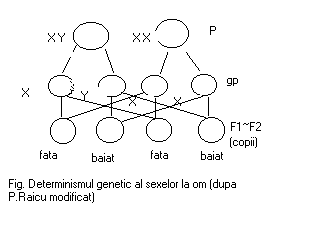 XY XX P
X Y X X gp
F1~F2
(copii)
fata baiat fata baiat
Fig. Determinismul genetic al sexelor la om (dupa
P.Raicu modificat)